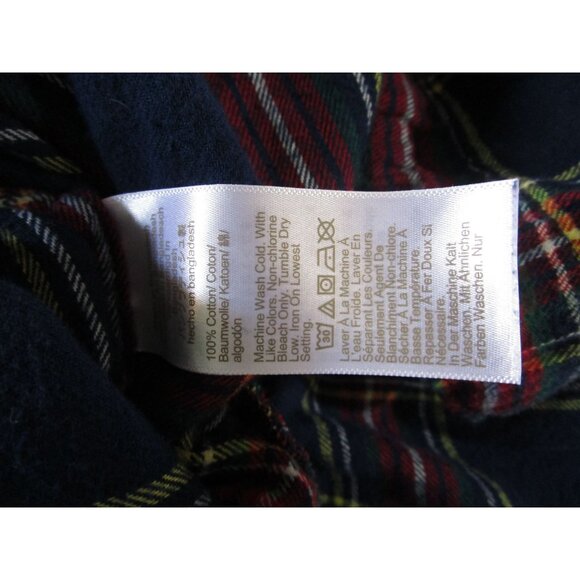 hecho en bangladesh
100% Cotton/ Coton/
Baumwolle/ Katoen/ 綿/
algodón
Machine Wash Cold. With
Like Colors. Non-chlorine
Bleach Only. Tumble Dry
Low. Iron On Lowest
Setting.
30
Laver À La Machine À
L'eau Froide. Laver En
Séparant Les Couleurs.
Seulement Agent de
Blanchiment Non-chlore.
Sécher À La Machine À
Basse Température.
Repasser À Fer Doux Si
nécessaire.
In Der Maschine Kalt
Waschen. Mit Ähnlichen
Farben Waschen. Nur